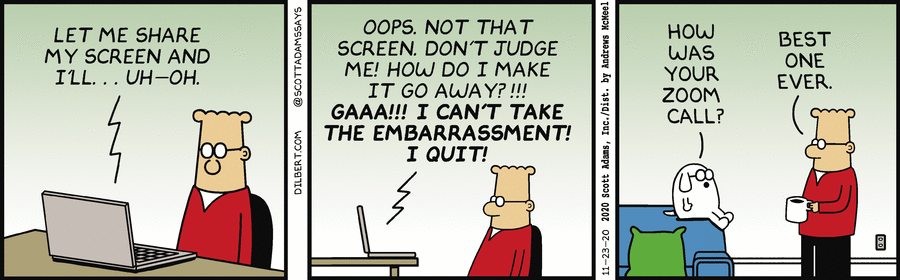 LET ME SHARE
MY SCREEN AND
I'LL. . . UH—OH.
DILBERT.COM @SCOTTADAMSSAYS
OOPS. NOT THAT
SCREEN. DON'T JUDGE
ME! HOW DO I MAKE
IT GO AWAY?!!!
GAAA!!! I CAN'T TAKE
THE EMBARRASSMENT!
I QUIT!
11-23-20 2020 Scott Adams, Inc./Dist. by Andrews McMeel
HOW
WAS
YOUR
ZOOM
CALL?
BEST
ONE
EVER.